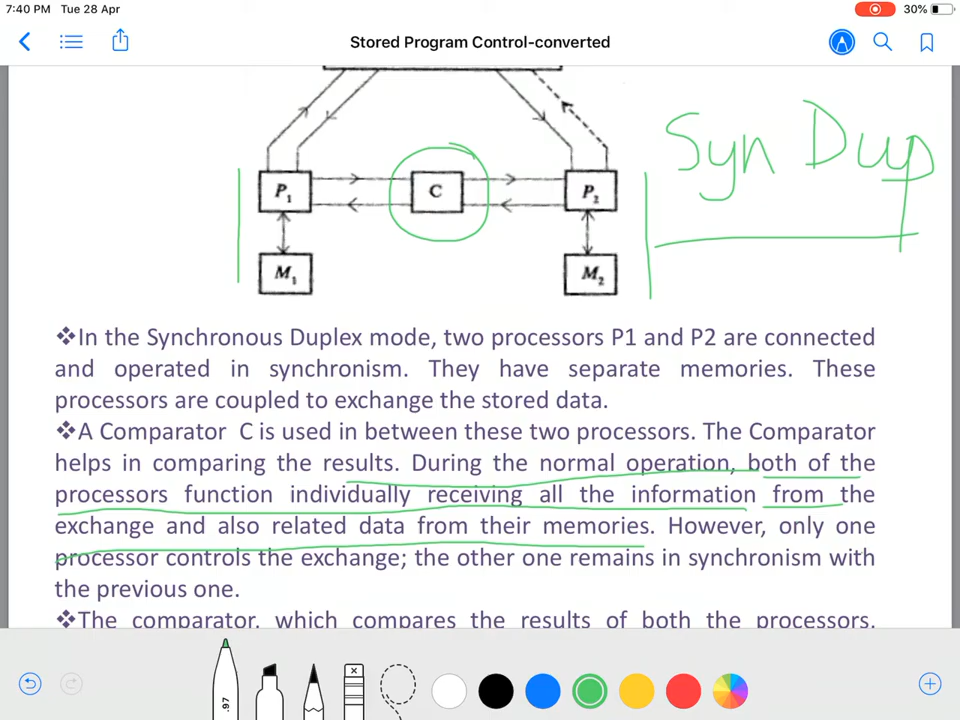 7:40 PM Tue 28 Apr
30%
Stored Program Control-converted
Syn Dup
P1
C
P2
M1
M2
❖In the Synchronous Duplex mode, two processors P1 and P2 are connected
and operated in synchronism. They have separate memories. These
processors are coupled to exchange the stored data.
❖A Comparator C is used in between these two processors. The Comparator
helps in comparing the results. During the normal operation, both of the
processors function individually receiving all the information from the
exchange and also related data from their memories. However, only one
processor controls the exchange; the other one remains in synchronism with
the previous one.
❖The comparator, which compares the results of both the processors,
.97